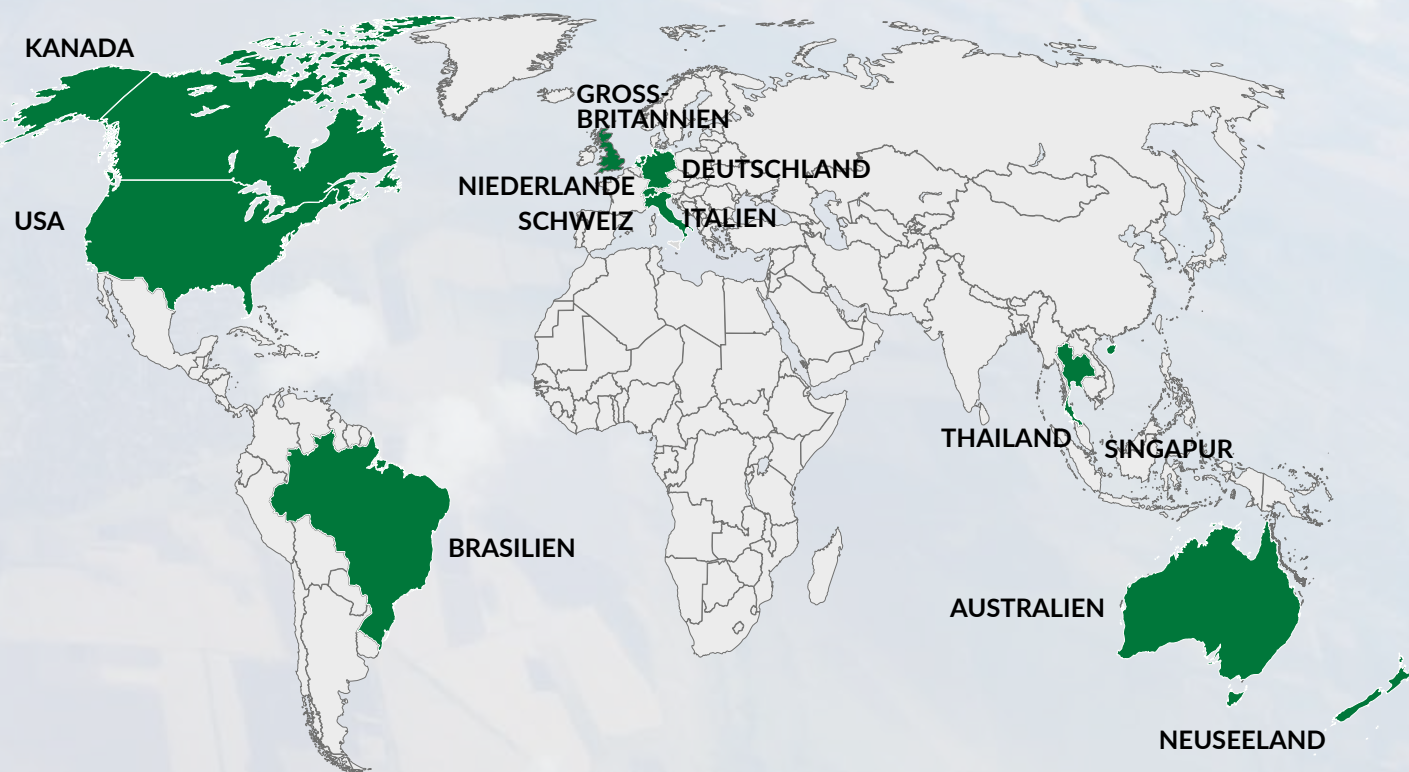 KANADA
GROSS-
BRITANNIEN
DEUTSCHLAND
NIEDERLANDE
USA
SCHWEIZ
ITALIEN
THAILAND
SINGAPUR
BRASILIEN
AUSTRALIEN
NEUSEELAND